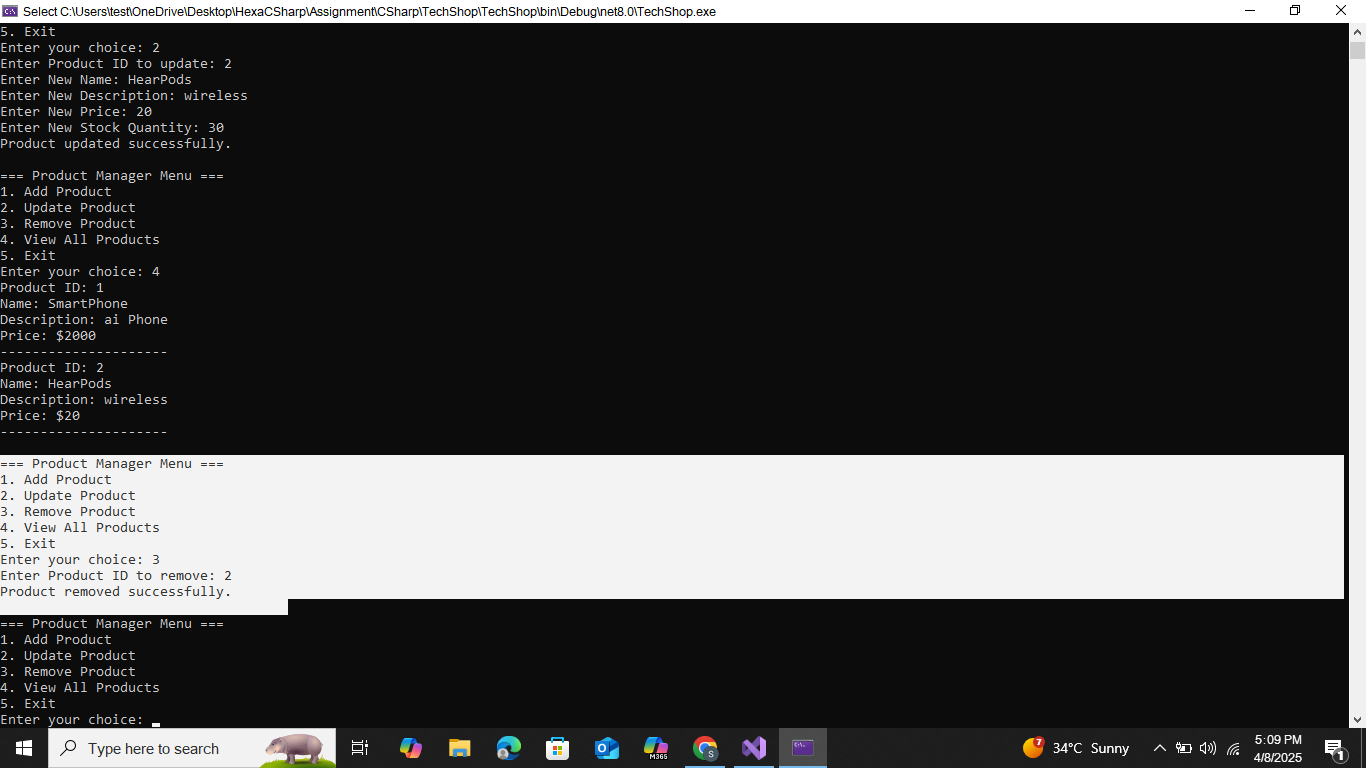 Select C:\Users\test\OneDrive\Desktop\HexaCSharp\Assignment\CSharp\TechShop\TechShop\bin\Debug\net8.0\TechShop.exe
5. Exit
Enter your choice: 2
Enter Product ID to update: 2
Enter New Name: HearPods
Enter New Description: wireless
Enter New Price: 20
Enter New Stock Quantity: 30
Product updated successfully.
=== Product Manager Menu ===
1. Add Product
2. Update Product
3. Remove Product
4. View All Products
5. Exit
Enter your choice: 4
Product ID: 1
Name: SmartPhone
Description: ai Phone
Price: $2000
---------------------
Product ID: 2
Name: HearPods
Description: wireless
Price: $20
---------------------
=== Product Manager Menu ===
1. Add Product
2. Update Product
3. Remove Product
4. View All Products
5. Exit
Enter your choice: 3
Enter Product ID to remove: 2
Product removed successfully.
=== Product Manager Menu ===
1. Add Product
2. Update Product
3. Remove Product
4. View All Products
5. Exit
Enter your choice:
Type here to search
M365
S
7
34°C Sunny
5:09 PM
4/8/2025
1